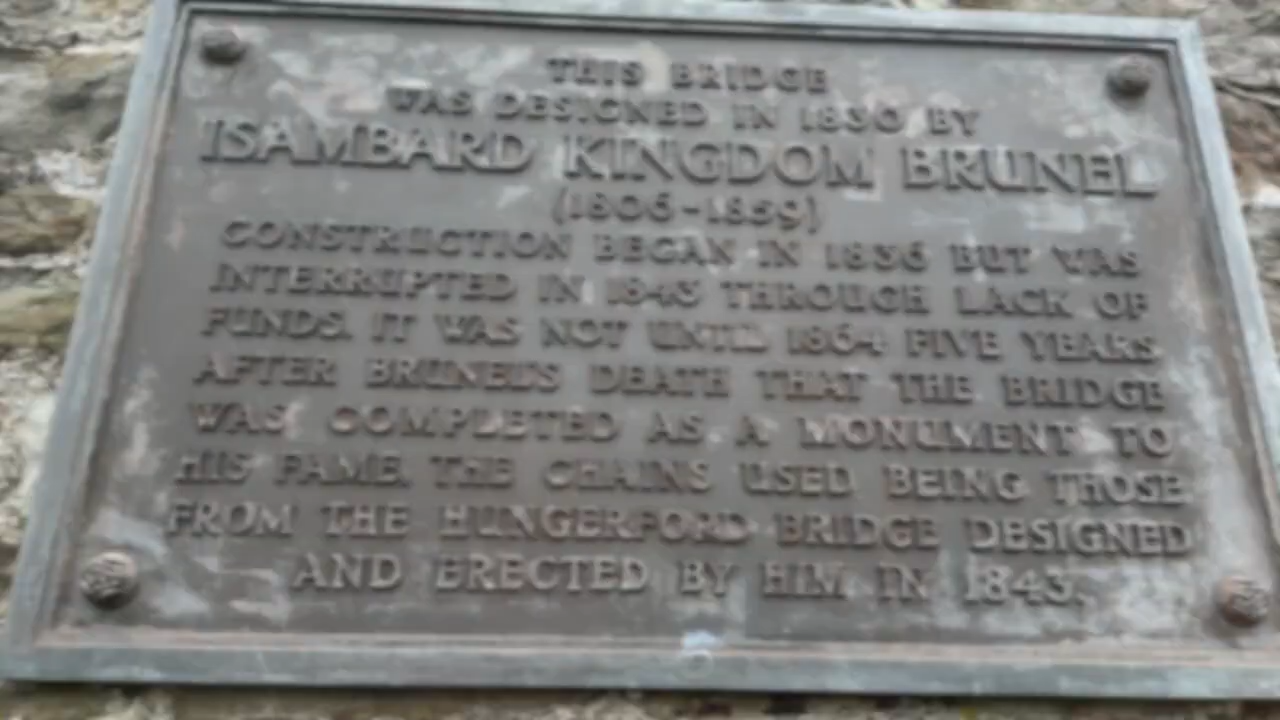 THIS BRIDGE
WAS DESIGNED IN 1830 BY
ISAMBARD KINGDOM BRUNEL
(1806-1859)
CONSTRUCTION BEGAN IN 1836 BUT WAS
INTERRUPTED IN 1843 THROUGH LACK OF
FUNDS. IT WAS NOT UNTIL 1864 FIVE YEARS
AFTER BRUNEL'S DEATH THAT THE BRIDGE
WAS COMPLETED AS A MONUMENT TO
HIS FAME. THE CHAINS USED BEING THOSE
FROM THE HUNGERFORD BRIDGE DESIGNED
AND ERECTED BY HIM IN 1843.